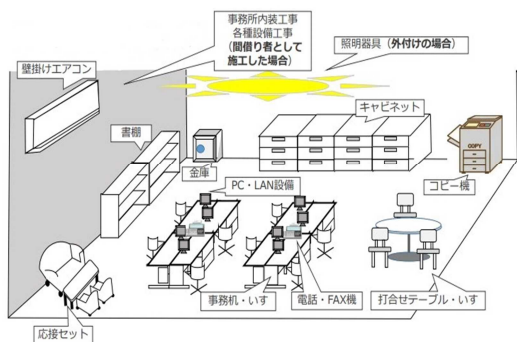 事務所内装工事
各種設備工事
（間借り者として
施工した場合）
照明器具（外付けの場合）
壁掛けエアコン
キャビネット
書棚
金庫
COPY
コピー機
PC・LAN設備
事務机・いす
電話・FAX機
打合せテーブル・いす
応接セット